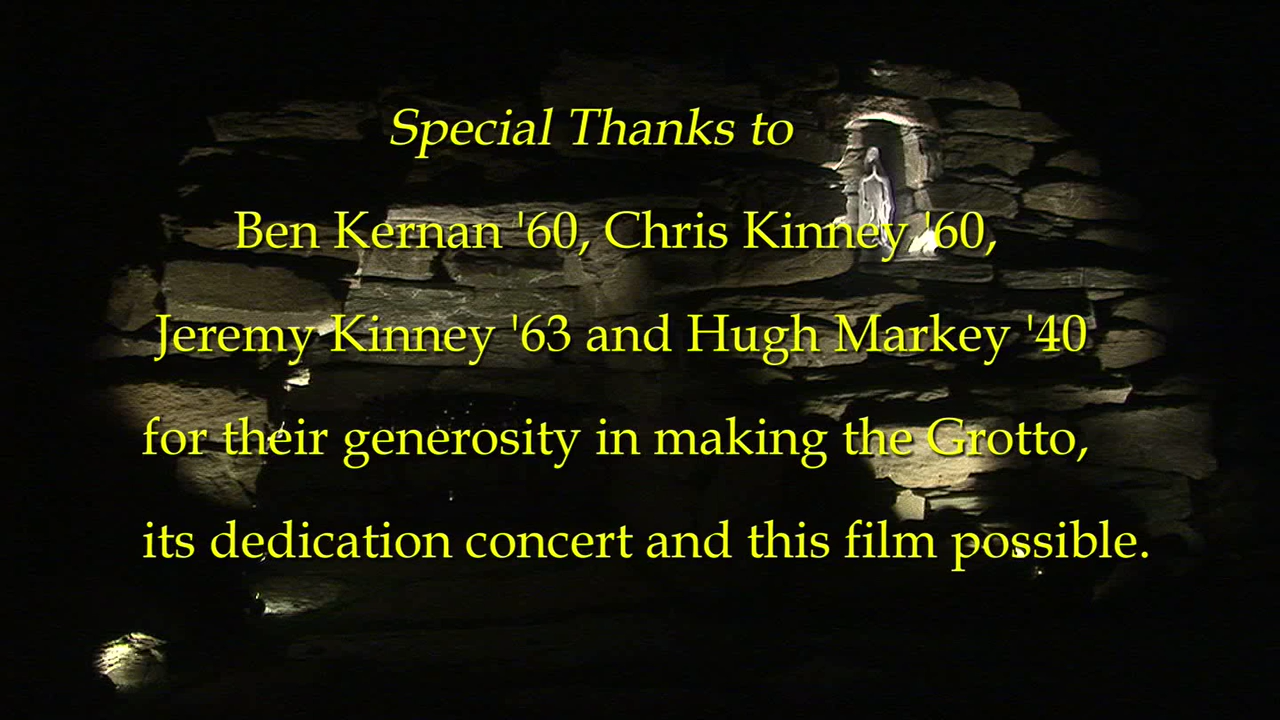 Special Thanks to
Ben Kernan '60, Chris Kinney '60,
Jeremy Kinney '63 and Hugh Markey '40
for their generosity in making the Grotto,
its dedication concert and this film possible.